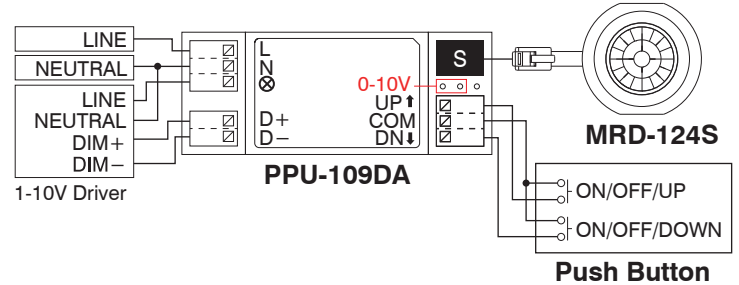 LINE
NEUTRAL
LINE
NEUTRAL
DIM+
DIM−
1-10V Driver
L
N
D+
D−
0-10V
UP⬆
COM
DN⬇
PPU-109DA
S
MRD-124S
ON/OFF/UP
ON/OFF/DOWN
Push Button